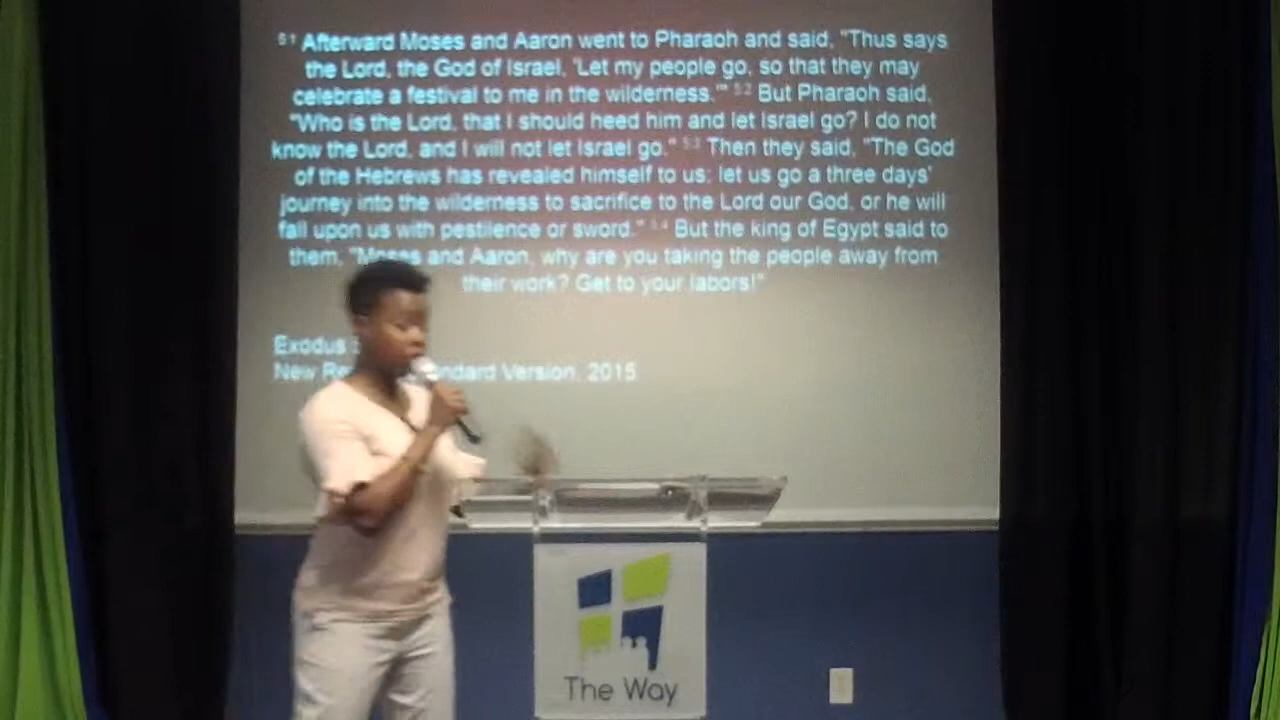 5:1 Afterward Moses and Aaron went to Pharaoh and said, "Thus says
the Lord, the God of Israel, 'Let my people go, so that they may
celebrate a festival to me in the wilderness.'" 5:2 But Pharaoh said,
"Who is the Lord, that I should heed him and let Israel go? I do not
know the Lord, and I will not let Israel go." 5:3 Then they said, "The God
of the Hebrews has revealed himself to us; let us go a three days'
journey into the wilderness to sacrifice to the Lord our God, or he will
fall upon us with pestilence or sword." 5:4 But the king of Egypt said to
them, "Moses and Aaron, why are you taking the people away from
their work? Get to your labors!"
Exodus
New Version, 2015
The Way